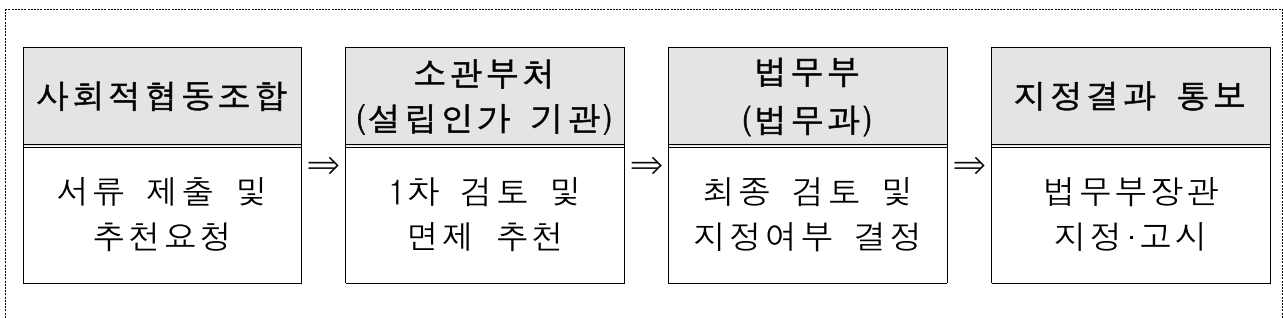 사회적협동조합
서류 제출 및
추천요청
⇒
소관부처
(설립인가 기관)
1차 검토 및
면제 추천
⇒
법무부
(법무과)
최종 검토 및
지정여부 결정
⇒
지정결과 통보
법무부장관
지정·고시